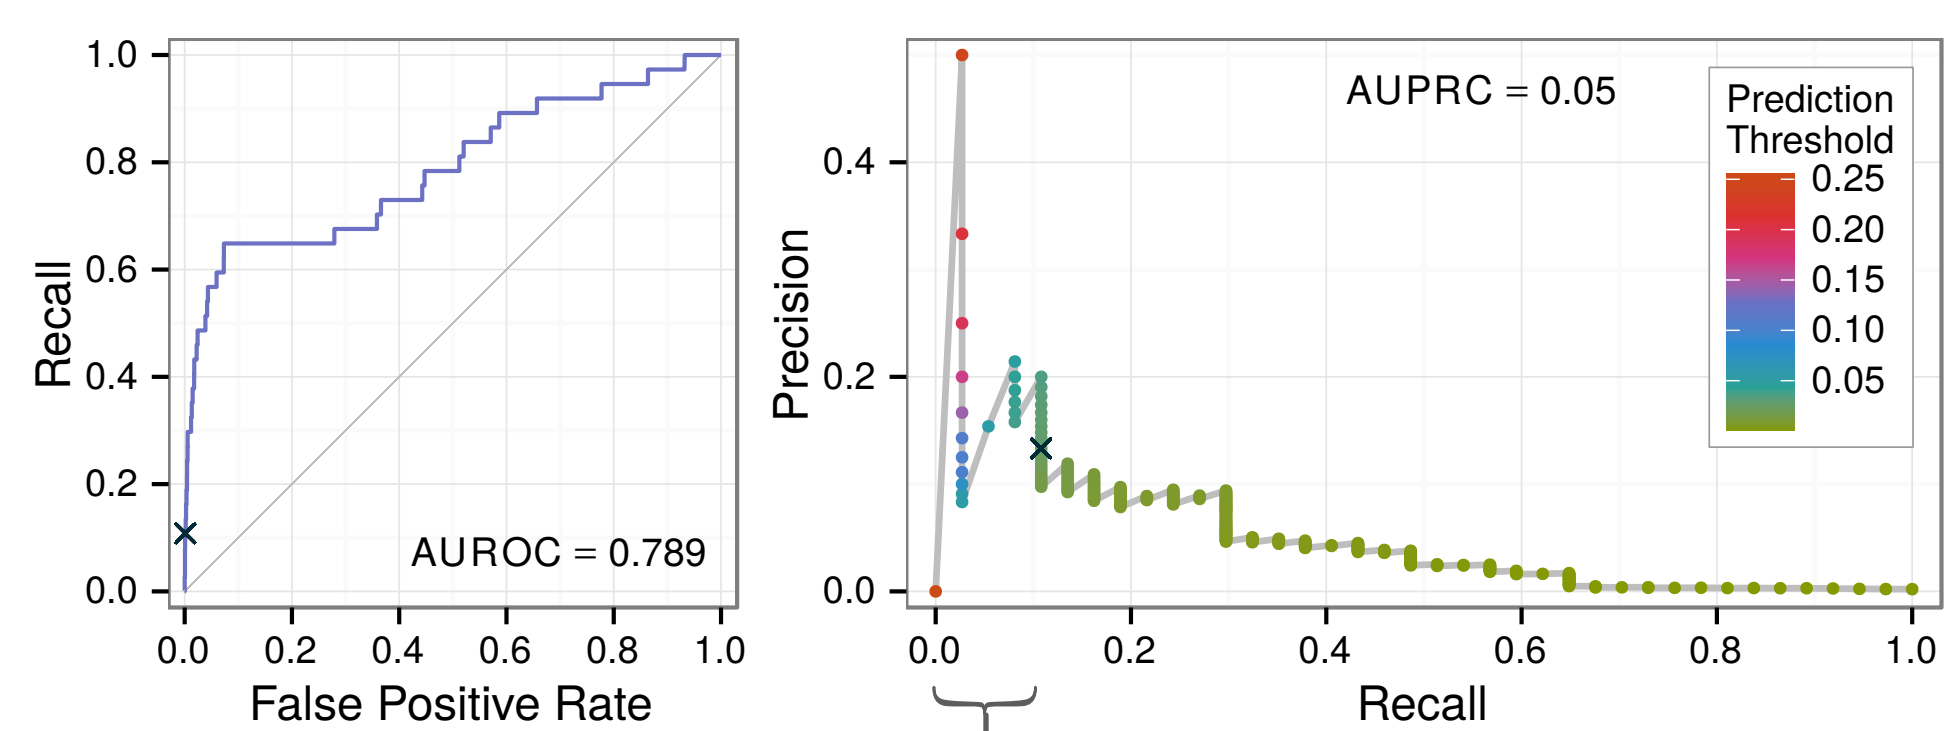 1.0
0.8
0.6
0.4
0.2
0.0
Recall
AUROC = 0.789
0.0 0.2 0.4 0.6 0.8 1.0
False Positive Rate
0.4
0.2
0.0
Precision
AUPRC = 0.05
Prediction
Threshold
0.25
0.20
0.15
0.10
0.05
0.0 0.2 0.4 0.6 0.8 1.0
Recall